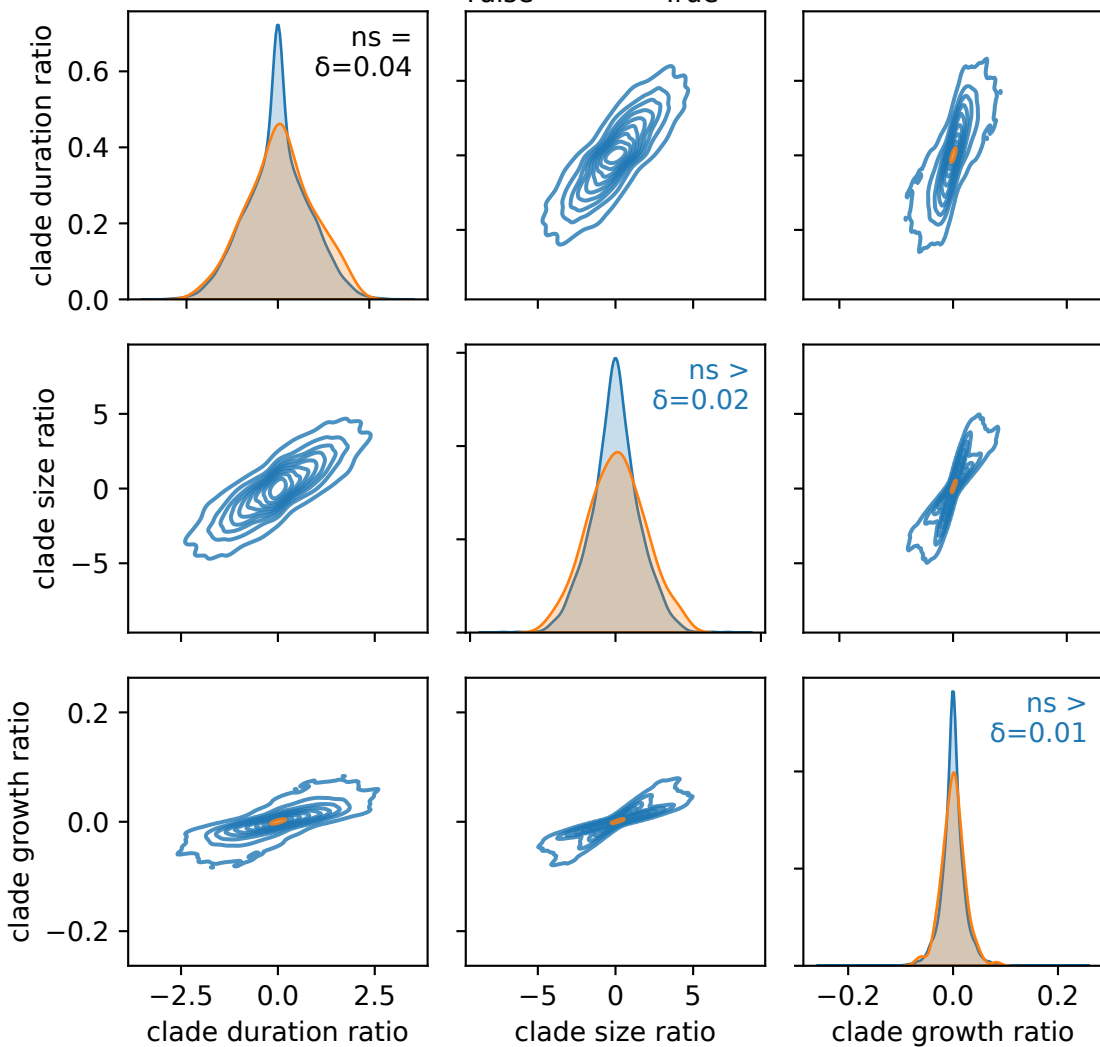 clade duration ratio
0.6
0.4
0.2
0.0
ns =
δ=0.04
clade size ratio
5
0
−5
ns >
δ=0.02
clade growth ratio
0.2
0.0
−0.2
ns >
δ=0.01
−2.5 0.0 2.5
−5 0 5
−0.2 0.0 0.2
clade duration ratio
clade size ratio
clade growth ratio